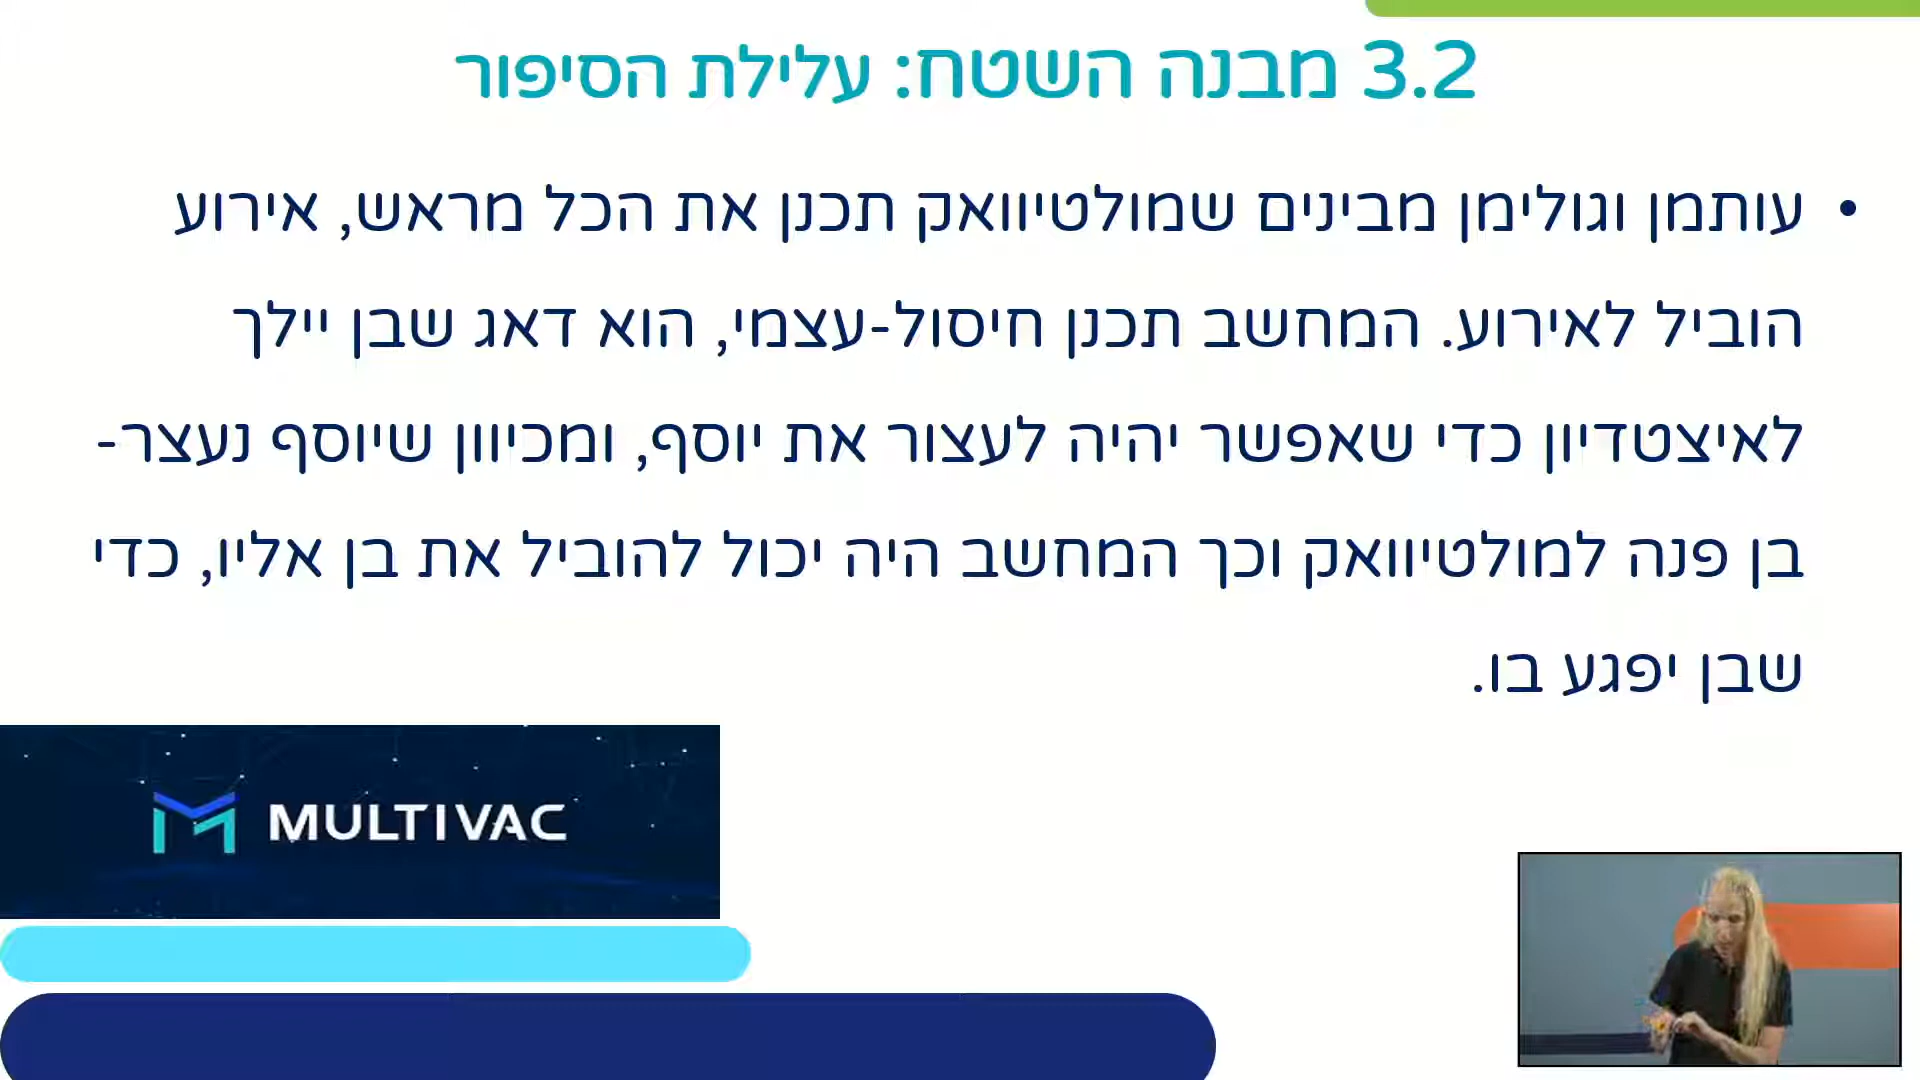 3.2 מבנה השטח: עלילת הסיפור
• עותמן וגולימן מבינים שמולטיוואק תכנן את הכל מראש, אירוע
הוביל לאירוע. המחשב תכנן חיסול-עצמי, הוא דאג שבן יילך
לאיצטדיון כדי שאפשר יהיה לעצור את יוסף, ומכיוון שיוסף נעצר-
בן פנה למולטיוואק וכך המחשב היה יכול להוביל את בן אליו, כדי
שבן יפגע בו.
MULTIVAC